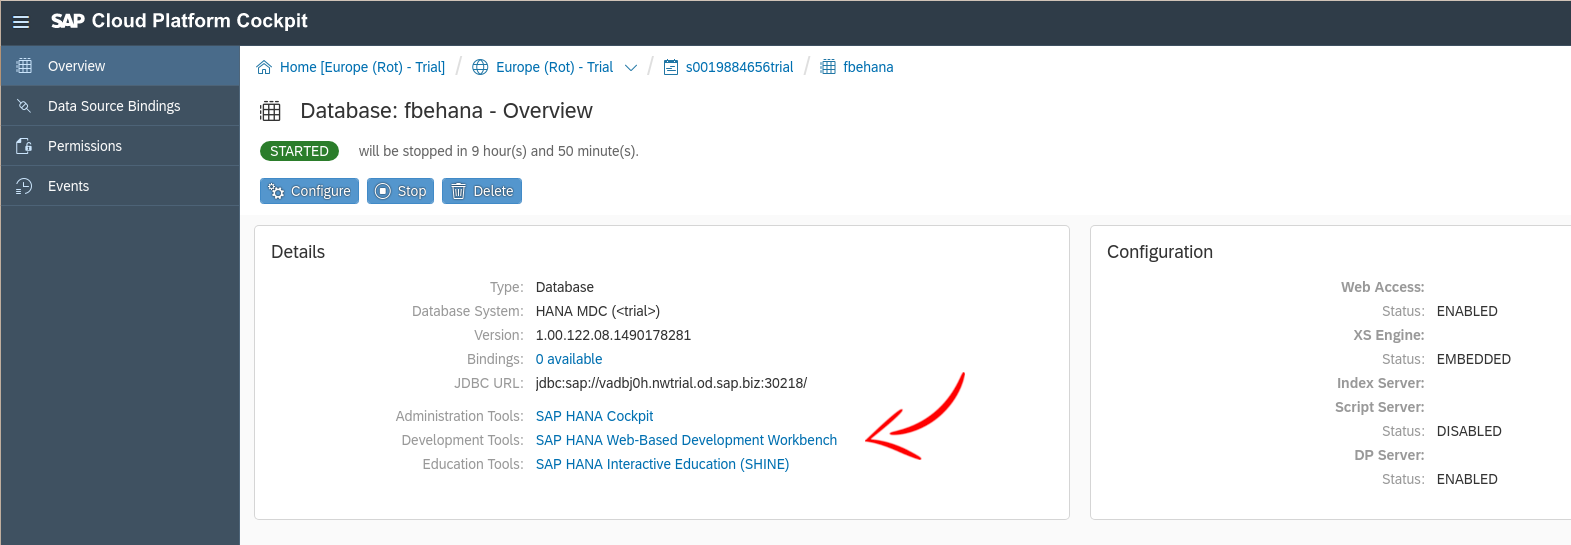 SAP Cloud Platform Cockpit
Overview
Data Source Bindings
Permissions
Events
Home [Europe (Rot) - Trial] / Europe (Rot) - Trial / s0019884656trial / fbehana
Database: fbehana - Overview
STARTED will be stopped in 9 hour(s) and 50 minute(s).
Configure Stop Delete
Details
Type: Database
Database System: HANA MDC (<trial>)
Version: 1.00.122.08.1490178281
Bindings: 0 available
JDBC URL: jdbc:sap://vadbj0h.nwtrial.od.sap.biz:30218/
Administration Tools: SAP HANA Cockpit
Development Tools: SAP HANA Web-Based Development Workbench
Education Tools: SAP HANA Interactive Education (SHINE)
Configuration
Web Access:
Status: ENABLED
XS Engine:
Status: EMBEDDED
Index Server:
Script Server:
Status: DISABLED
DP Server:
Status: ENABLED